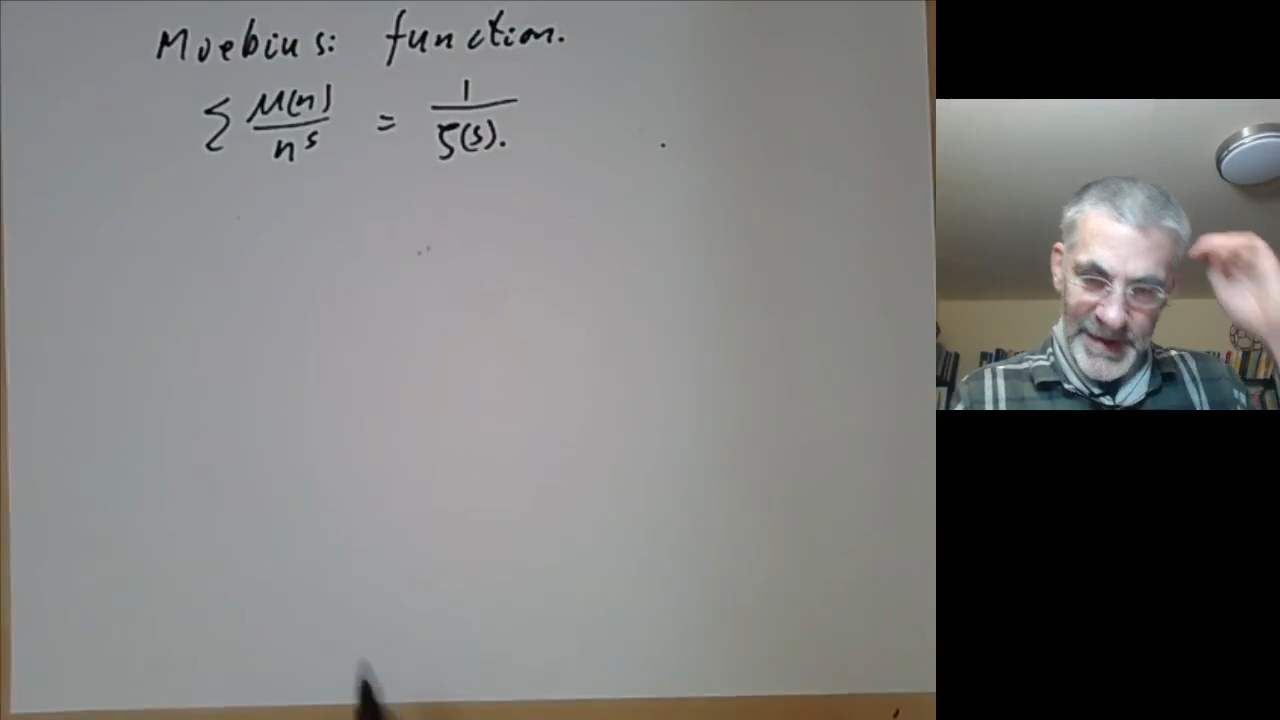 Moebius: function.
Σ μ(n)/n^s = 1/ζ(s).